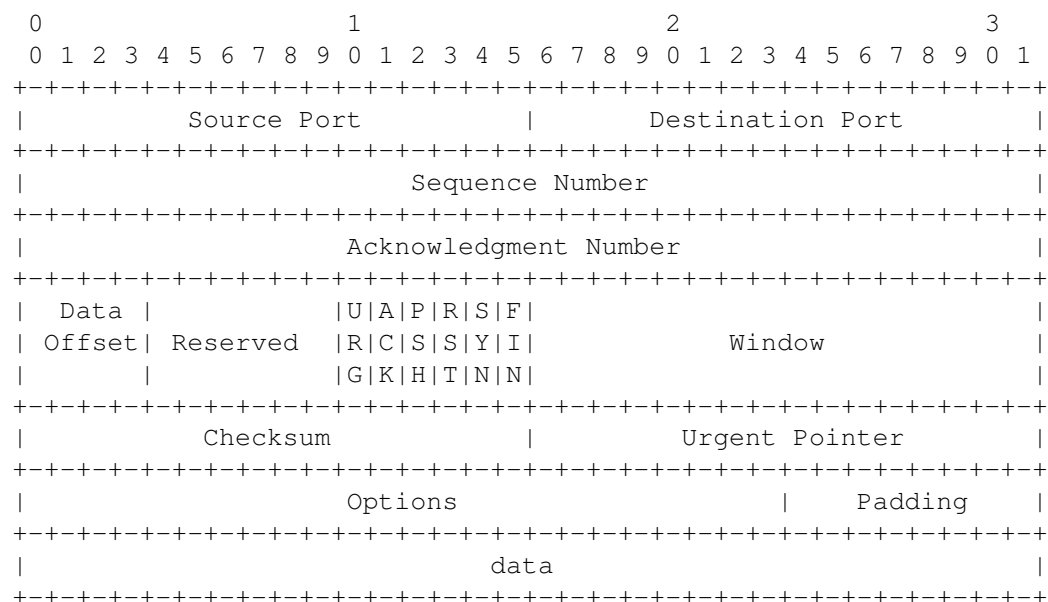 0                   1                   2                   3
0 1 2 3 4 5 6 7 8 9 0 1 2 3 4 5 6 7 8 9 0 1 2 3 4 5 6 7 8 9 0 1
+-+-+-+-+-+-+-+-+-+-+-+-+-+-+-+-+-+-+-+-+-+-+-+-+-+-+-+-+-+-+-+-+
|          Source Port          |       Destination Port        |
+-+-+-+-+-+-+-+-+-+-+-+-+-+-+-+-+-+-+-+-+-+-+-+-+-+-+-+-+-+-+-+-+
|                        Sequence Number                        |
+-+-+-+-+-+-+-+-+-+-+-+-+-+-+-+-+-+-+-+-+-+-+-+-+-+-+-+-+-+-+-+-+
|                    Acknowledgment Number                      |
+-+-+-+-+-+-+-+-+-+-+-+-+-+-+-+-+-+-+-+-+-+-+-+-+-+-+-+-+-+-+-+-+
|  Data |           |U|A|P|R|S|F|                               |
| Offset| Reserved  |R|C|S|S|Y|I|            Window             |
|       |           |G|K|H|T|N|N|                               |
+-+-+-+-+-+-+-+-+-+-+-+-+-+-+-+-+-+-+-+-+-+-+-+-+-+-+-+-+-+-+-+-+
|           Checksum            |         Urgent Pointer        |
+-+-+-+-+-+-+-+-+-+-+-+-+-+-+-+-+-+-+-+-+-+-+-+-+-+-+-+-+-+-+-+-+
|                    Options                    |    Padding    |
+-+-+-+-+-+-+-+-+-+-+-+-+-+-+-+-+-+-+-+-+-+-+-+-+-+-+-+-+-+-+-+-+
|                             data                              |
+-+-+-+-+-+-+-+-+-+-+-+-+-+-+-+-+-+-+-+-+-+-+-+-+-+-+-+-+-+-+-+-+